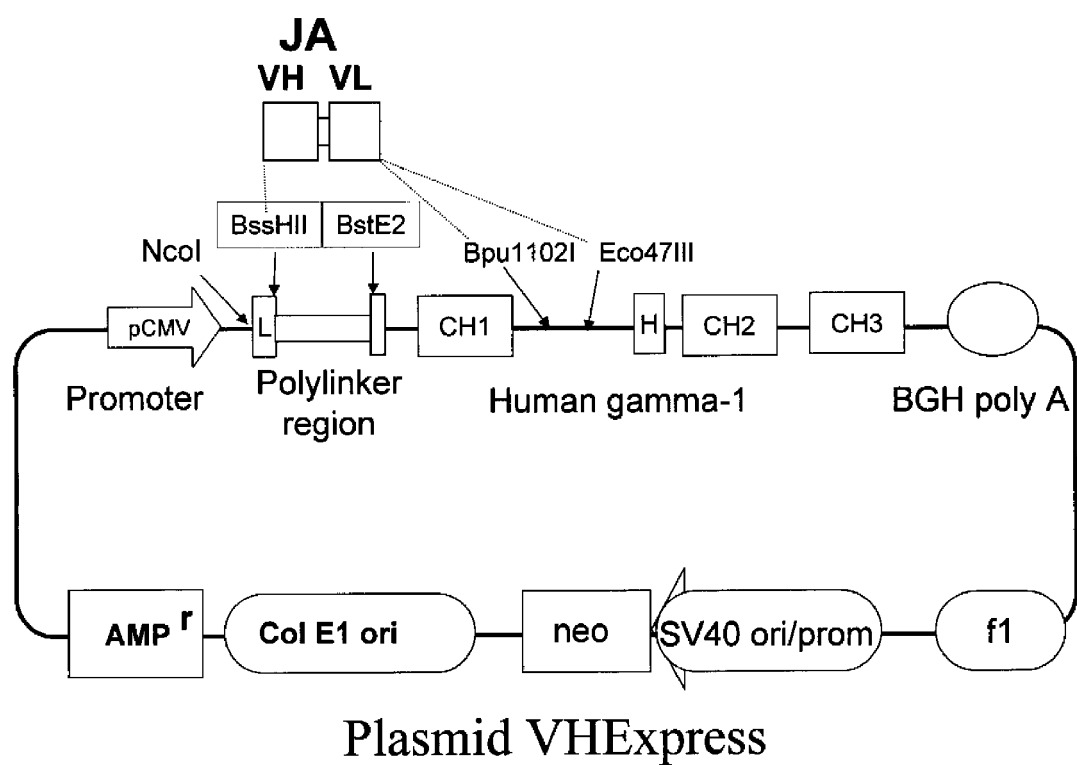 JA
VH VL
BssHII BstE2
NcoI Bpu1102I Eco47III
pCMV L CH1 H CH2 CH3
Promoter Polylinker region Human gamma-1 BGH poly A
AMP r Col E1 ori neo SV40 ori/prom f1
Plasmid VHExpress